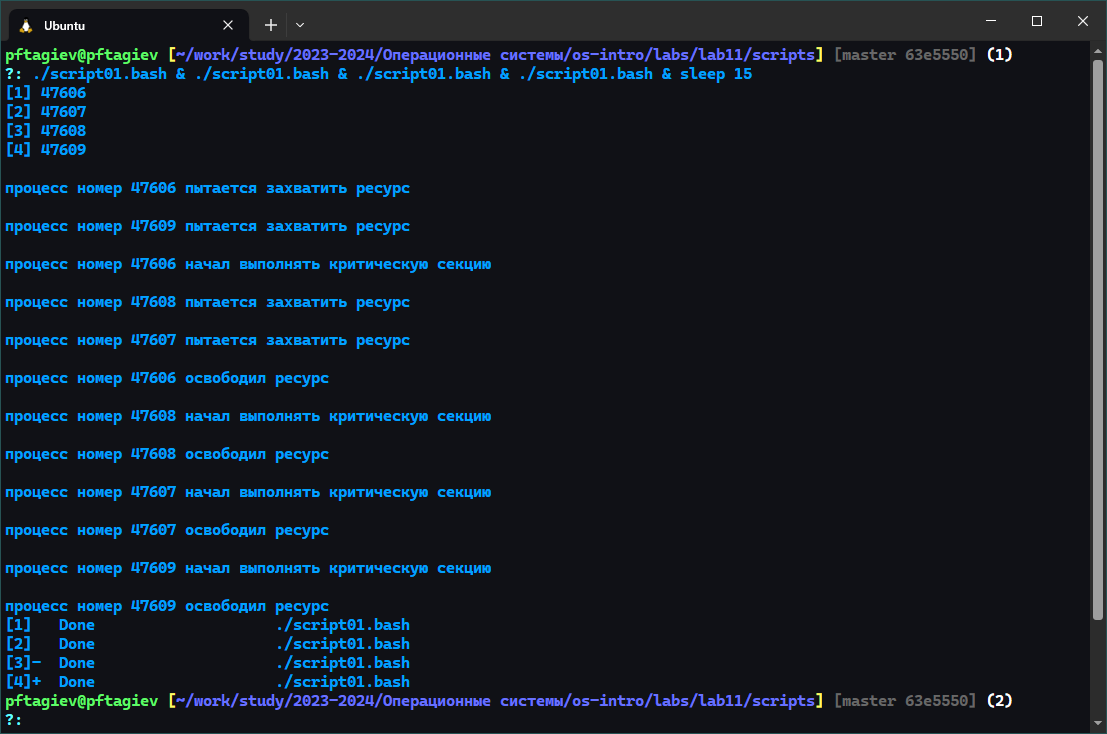 Ubuntu
pftagiev@pftagiev [~/work/study/2023-2024/Операционные системы/os-intro/labs/lab11/scripts] [master 63e5550] (1)
?: ./script01.bash & ./script01.bash & ./script01.bash & ./script01.bash & sleep 15
[1] 47606
[2] 47607
[3] 47608
[4] 47609
процесс номер 47606 пытается захватить ресурс
процесс номер 47609 пытается захватить ресурс
процесс номер 47606 начал выполнять критическую секцию
процесс номер 47608 пытается захватить ресурс
процесс номер 47607 пытается захватить ресурс
процесс номер 47606 освободил ресурс
процесс номер 47608 начал выполнять критическую секцию
процесс номер 47608 освободил ресурс
процесс номер 47607 начал выполнять критическую секцию
процесс номер 47607 освободил ресурс
процесс номер 47609 начал выполнять критическую секцию
процесс номер 47609 освободил ресурс
[1]   Done                    ./script01.bash
[2]   Done                    ./script01.bash
[3]-  Done                    ./script01.bash
[4]+  Done                    ./script01.bash
pftagiev@pftagiev [~/work/study/2023-2024/Операционные системы/os-intro/labs/lab11/scripts] [master 63e5550] (2)
?: